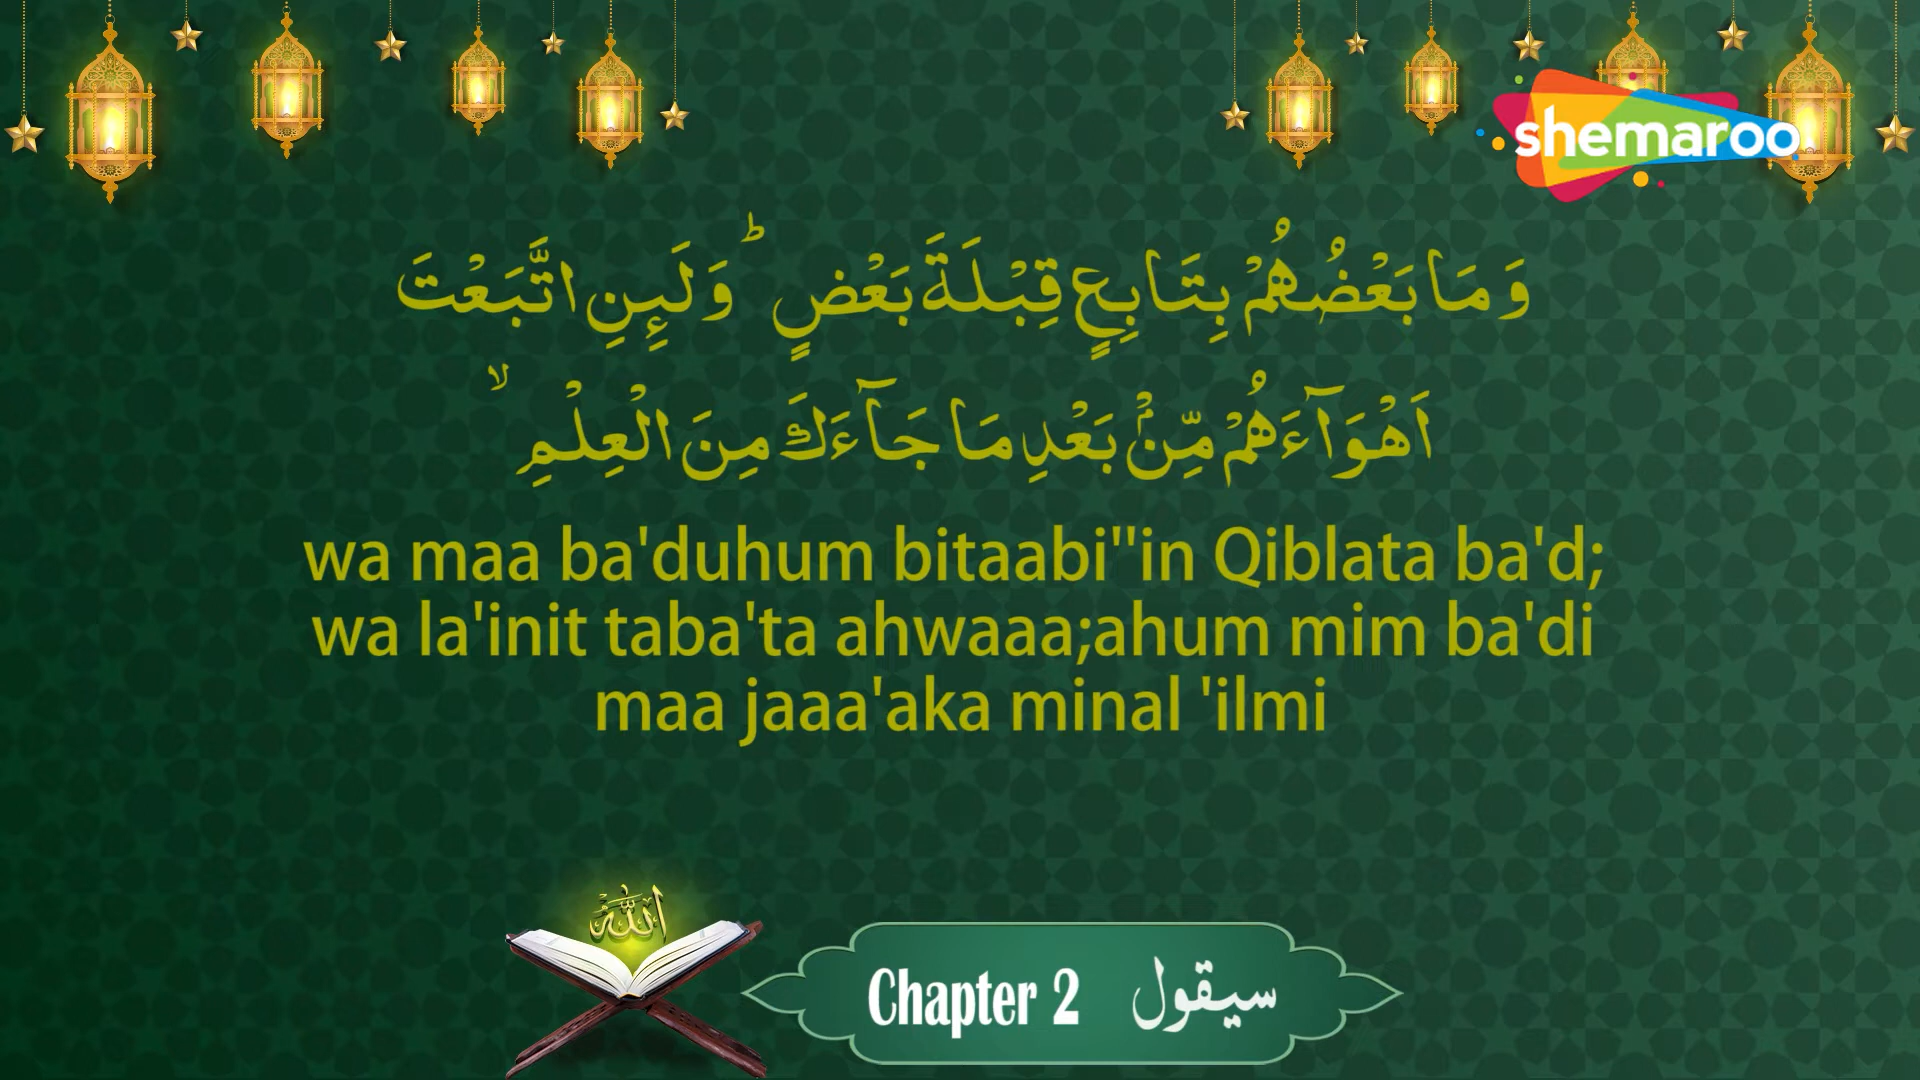 shemaroo
وَمَا بَعْضُهُمْ بِتَابِعٍ قِبْلَةَ بَعْضٍ ؕ وَلَئِنِ اتَّبَعْتَ
اَهْوَآءَهُمْ مِّنْۢ بَعْدِ مَا جَآءَكَ مِنَ الْعِلْمِ ۙ
wa maa ba'duhum bitaabi''in Qiblata ba'd;
wa la'init taba'ta ahwaaa;ahum mim ba'di
maa jaaa'aka minal 'ilmi
الله
Chapter 2 سيقول